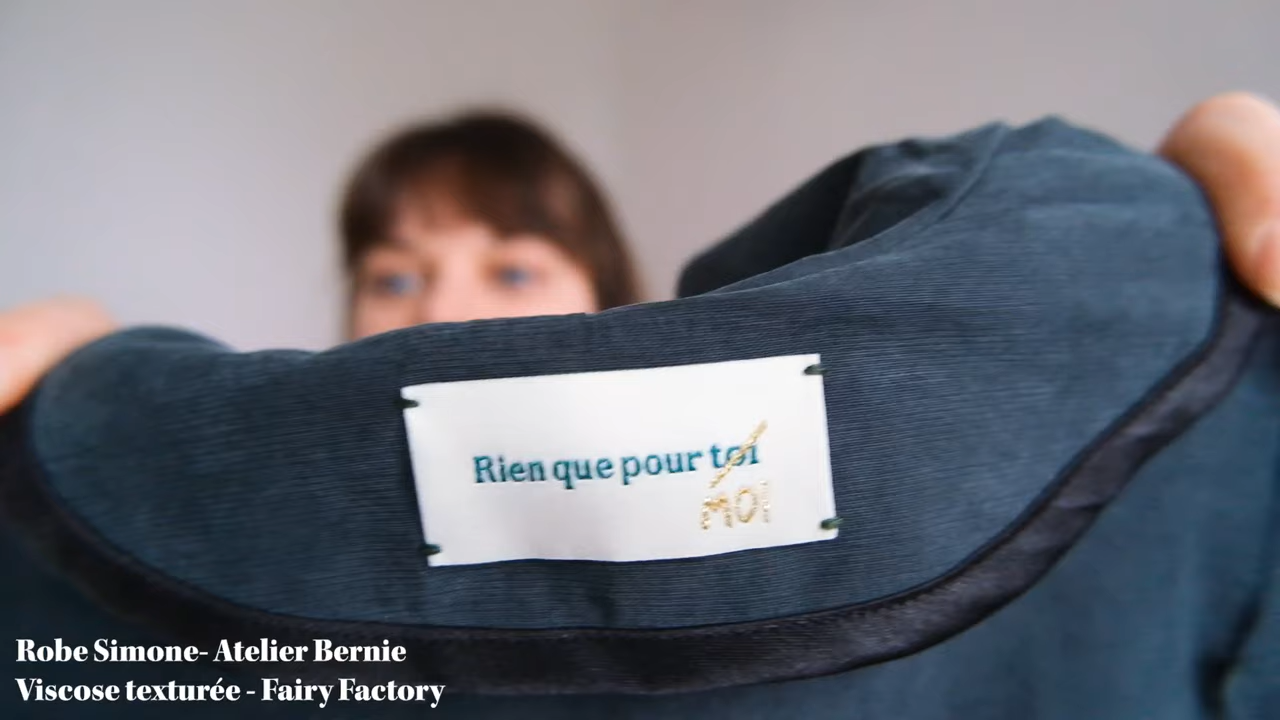 Rien que pour toi
MOI
Robe Simone- Atelier Bernie
Viscose texturée - Fairy Factory